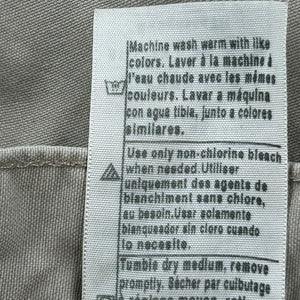 Machine wash warm with like
colors. Laver à la machine à
l'eau chaude avec les mêmes
couleurs. Lavar a máquina
con agua tibia, junto a colores
similares.
Use only non-chlorine bleach
when needed. Utiliser
uniquement des agents de
blanchiment sans chlore,
au besoin. Usar solamente
blanqueador sin cloro cuando
lo necesite.
Tumble dry medium, remove
promptly. Sécher par culbutage
à réglage moyen